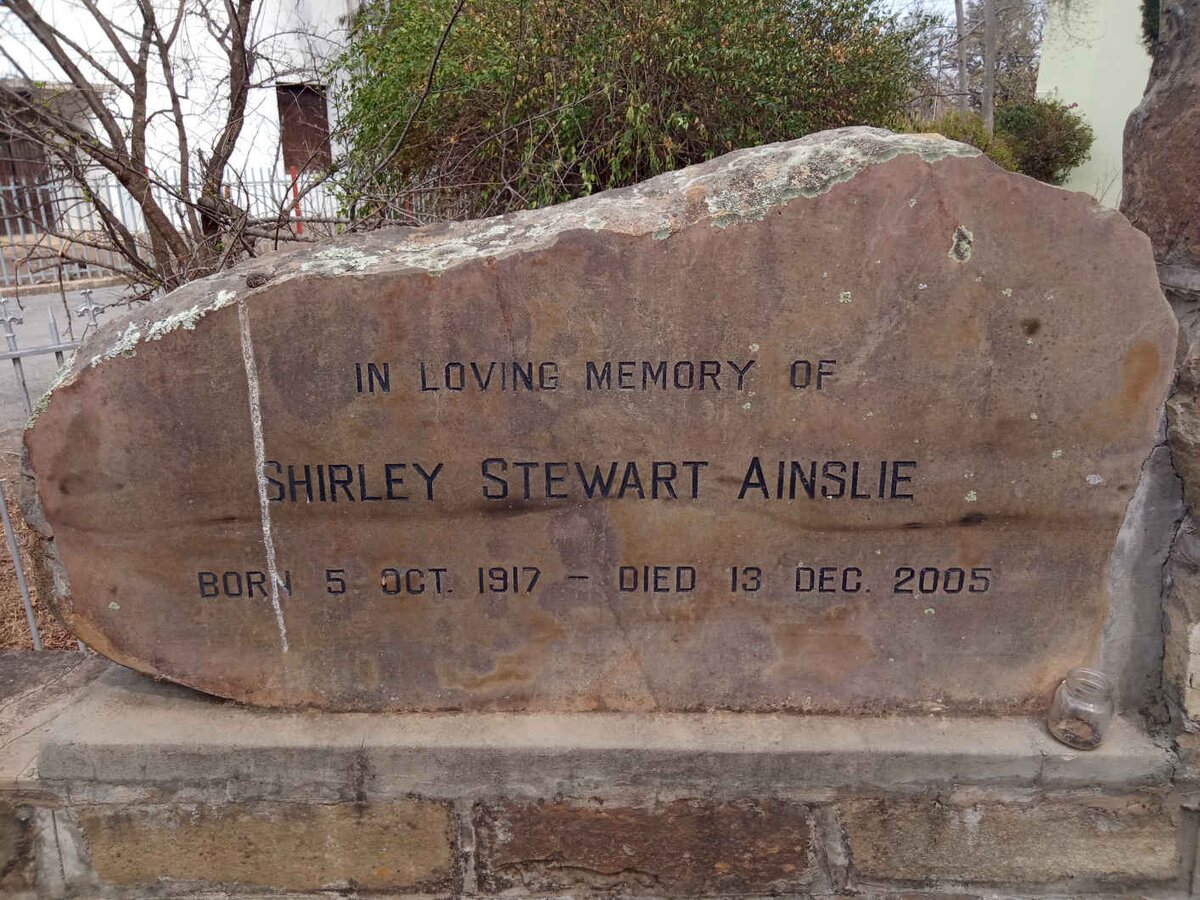 IN LOVING MEMORY OF
SHIRLEY STEWART AINSLIE
BORN 5 OCT. 1917 – DIED 13 DEC. 2005